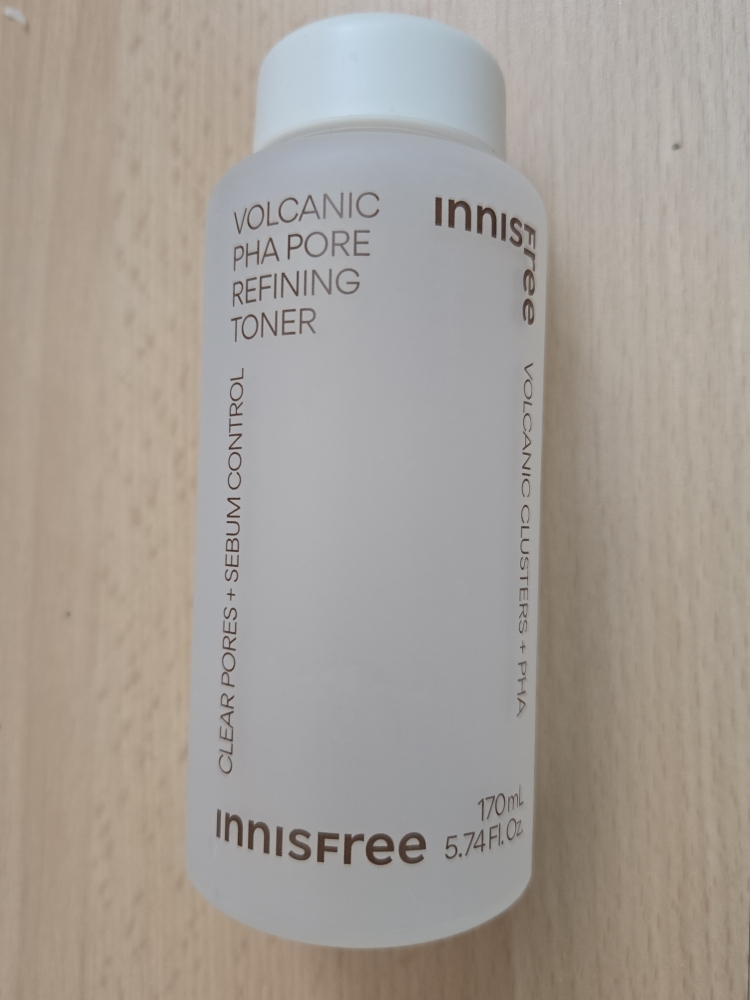 VOLCANIC
PHA PORE
REFINING
TONER
INNISFree
CLEAR PORES + SEBUM CONTROL
VOLCANIC CLUSTERS + PHA
170mL
5.74 Fl. Oz
INNISFree